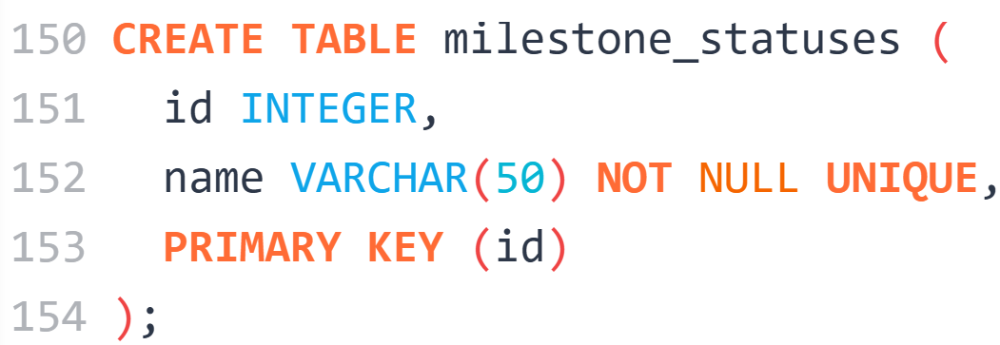 150 CREATE TABLE milestone_statuses (
151   id INTEGER,
152   name VARCHAR(50) NOT NULL UNIQUE,
153   PRIMARY KEY (id)
154 );